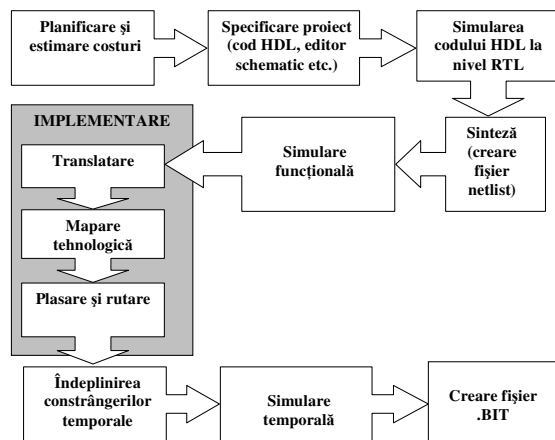 Planificare şi
estimare costuri
Specificare proiect
(cod HDL, editor
schematic etc.)
Simularea
codului HDL la
nivel RTL
Sinteză
(creare
fişier
netlist)
Simulare
funcţională
IMPLEMENTARE
Translatare
Mapare
tehnologică
Plasare şi rutare
Îndeplinirea
constrângerilor
temporale
Simulare
temporală
Creare fişier
.BIT